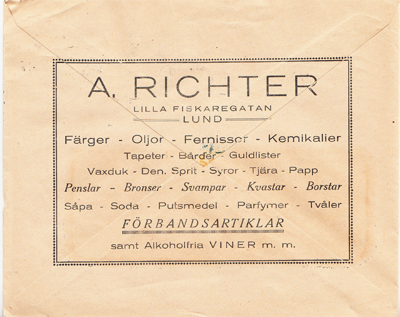 A. RICHTER
LILLA FISKAREGATAN
LUND
Färger - Oljor - Fernissor - Kemikalier
Tapeter - Bårder - Guldlister
Vaxduk - Den. Sprit - Syror - Tjära - Papp
Penslar - Bronser - Svampar - Kvastar - Borstar
Såpa - Soda - Putsmedel - Parfymer - Tvåler
FÖRBANDSARTIKLAR
samt Alkoholfria VINER m. m.